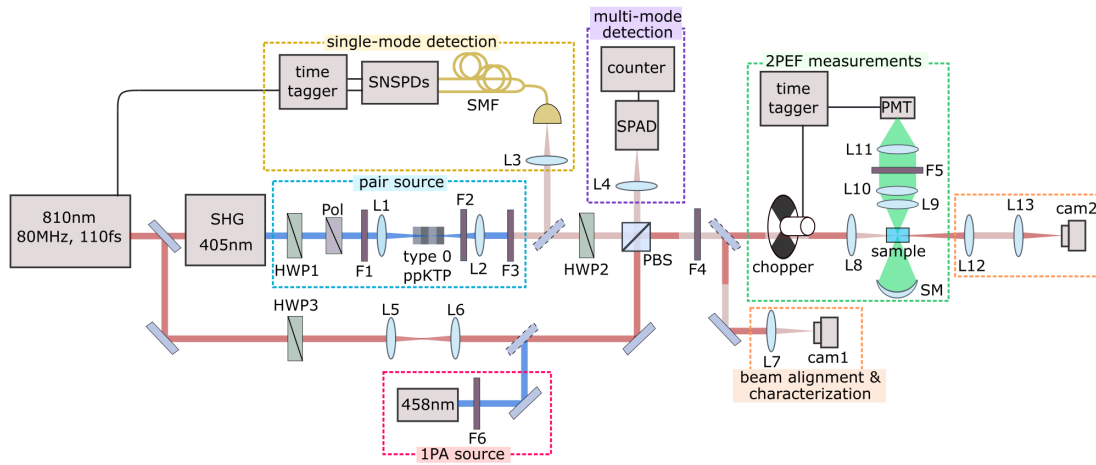 multi-mode
detection
single-mode detection
counter
2PEF measurements
time
tagger
SNSPDs
SMF
time
tagger
PMT
SPAD
L11
L3
F5
L4
pair source
L10
L9
810nm
80MHz, 110fs
SHG
405nm
Pol
L1
F2
L13
cam2
HWP1
F1
type 0
ppKTP
L2
F3
HWP2
PBS
F4
chopper
L8
sample
L12
HWP3
SM
L5
L6
L7
cam1
beam alignment &
characterization
458nm
F6
1PA source